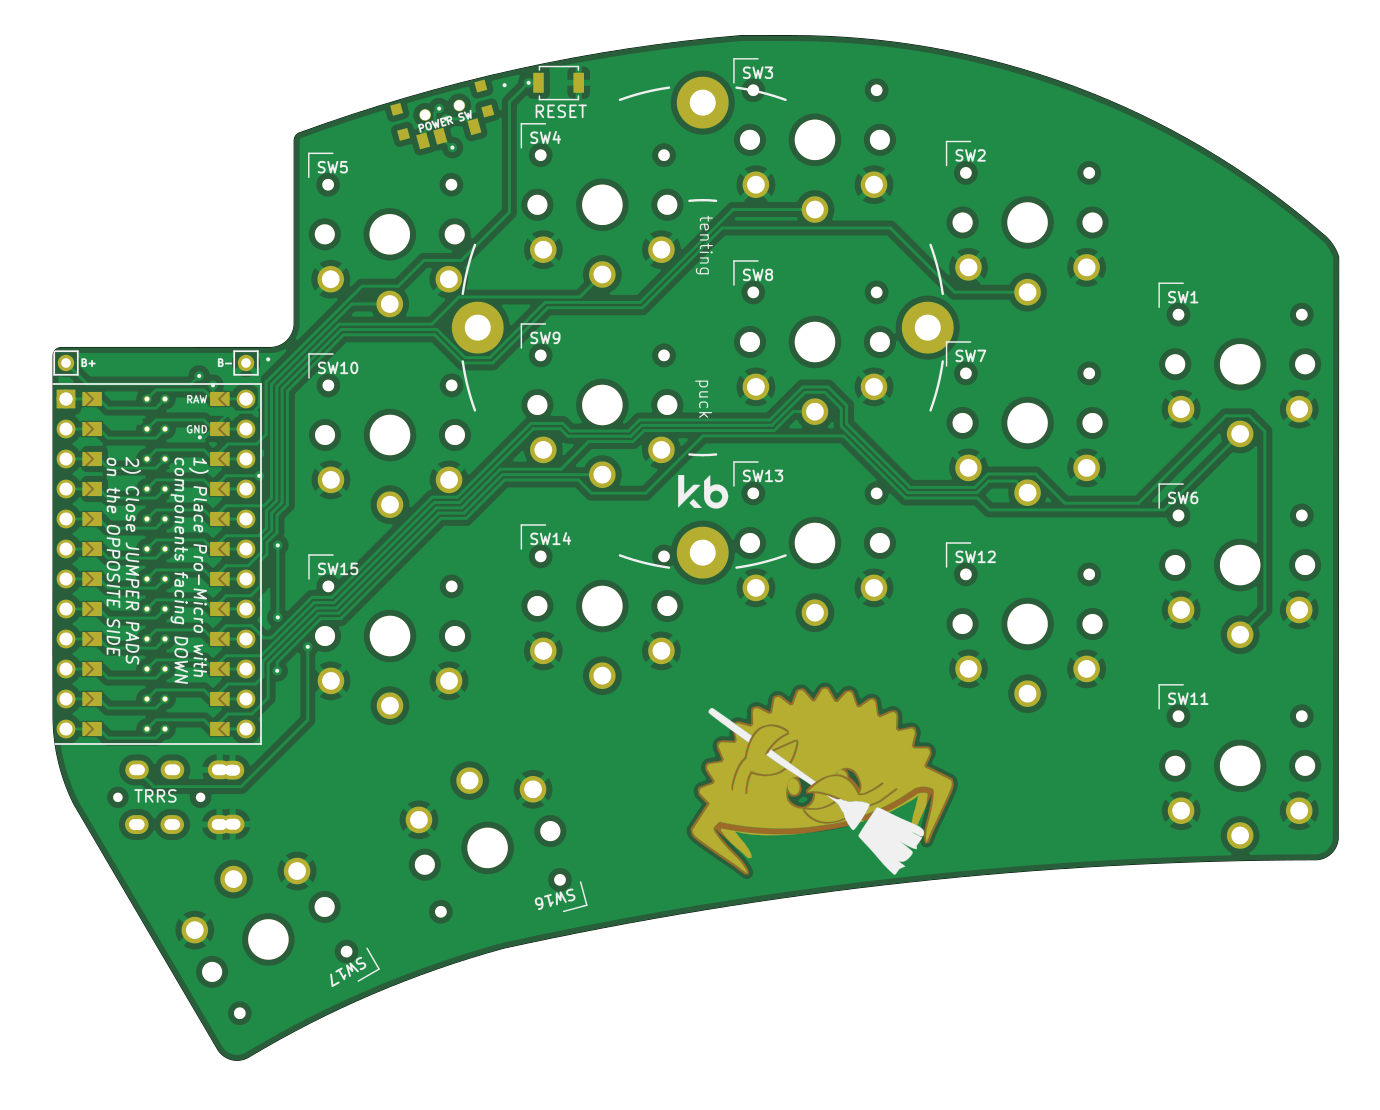 SW3
RESET
POWER SW
SW4
SW2
SW5
tenting
SW8
SW1
SW9
SW7
B+
B-
SW10
puck
RAW
GND
1) Place Pro-Micro with
components facing DOWN
2) Close JUMPER PADS
on the OPPOSITE SIDE
kb
SW13
SW6
SW14
SW12
SW15
SW11
TRRS
SW16
SW17